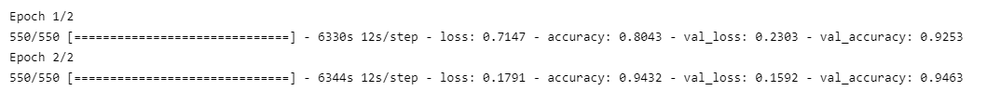 Epoch 1/2
550/550 [==============================] - 6330s 12s/step - loss: 0.7147 - accuracy: 0.8043 - val_loss: 0.2303 - val_accuracy: 0.9253
Epoch 2/2
550/550 [==============================] - 6344s 12s/step - loss: 0.1791 - accuracy: 0.9432 - val_loss: 0.1592 - val_accuracy: 0.9463